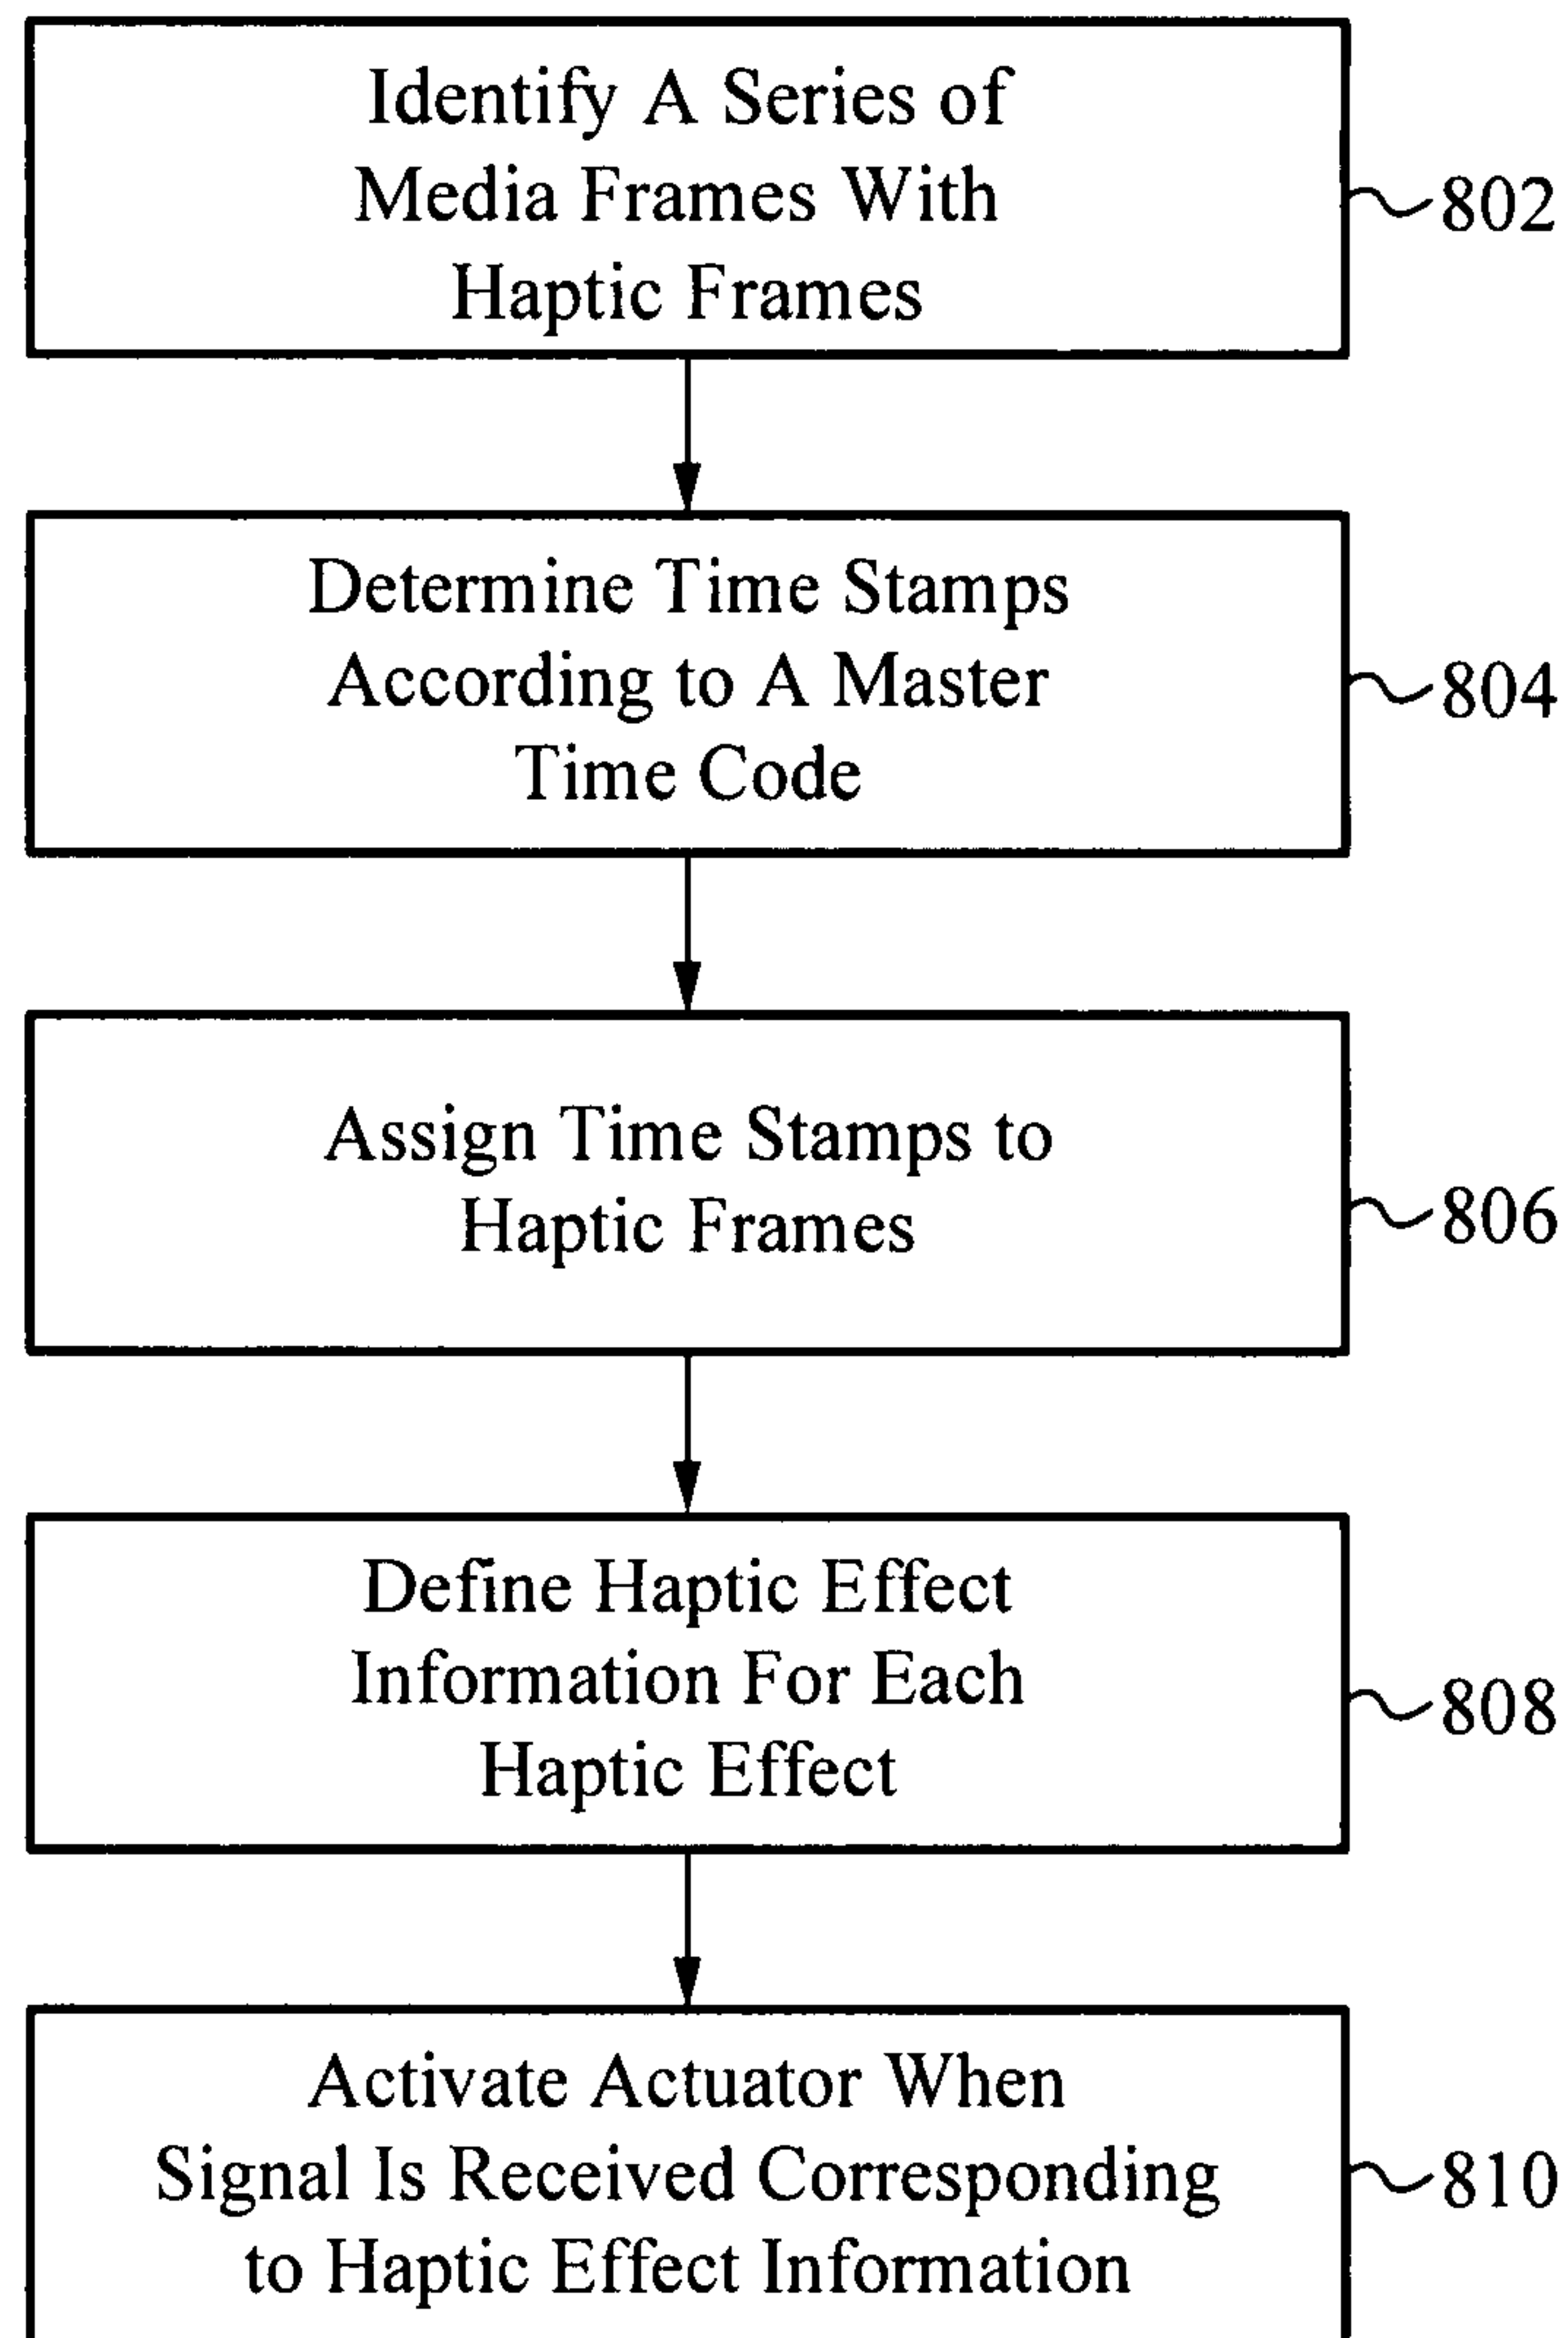 Identify A Series of
Media Frames With
Haptic Frames
802
Determine Time Stamps
According to A Master
Time Code
804
Assign Time Stamps to
Haptic Frames
806
Define Haptic Effect
Information For Each
Haptic Effect
808
Activate Actuator When
Signal Is Received Corresponding
to Haptic Effect Information
810